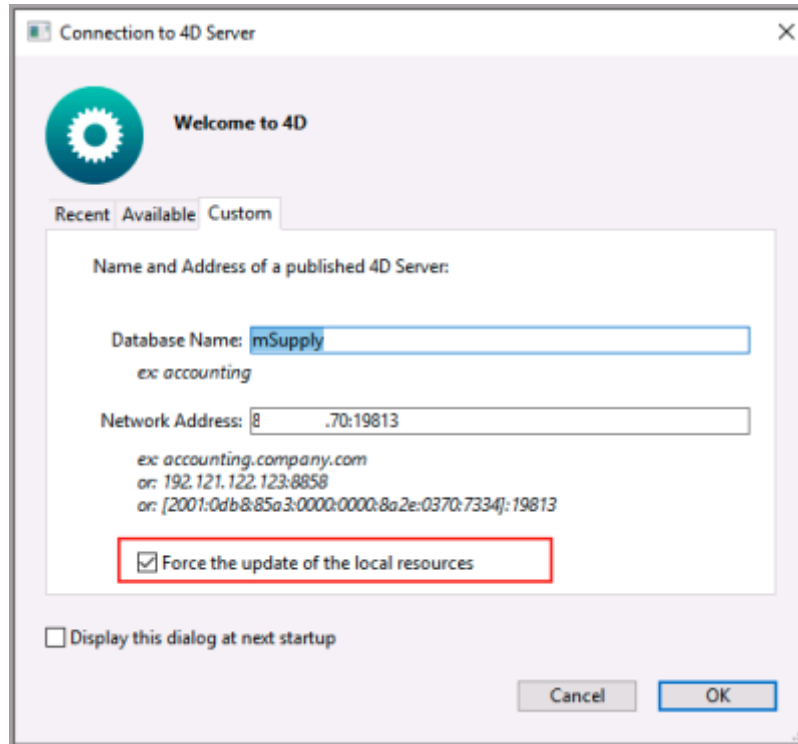 Connection to 4D Server
Welcome to 4D
Recent Available Custom
Name and Address of a published 4D Server:
Database Name: mSupply
ex: accounting
Network Address: 8 .70:19813
ex: accounting.company.com
or: 192.121.122.123:8858
or: [2001:0db8:85a3:0000:0000:8a2e:0370:7334]:19813
Force the update of the local resources
Display this dialog at next startup
Cancel OK